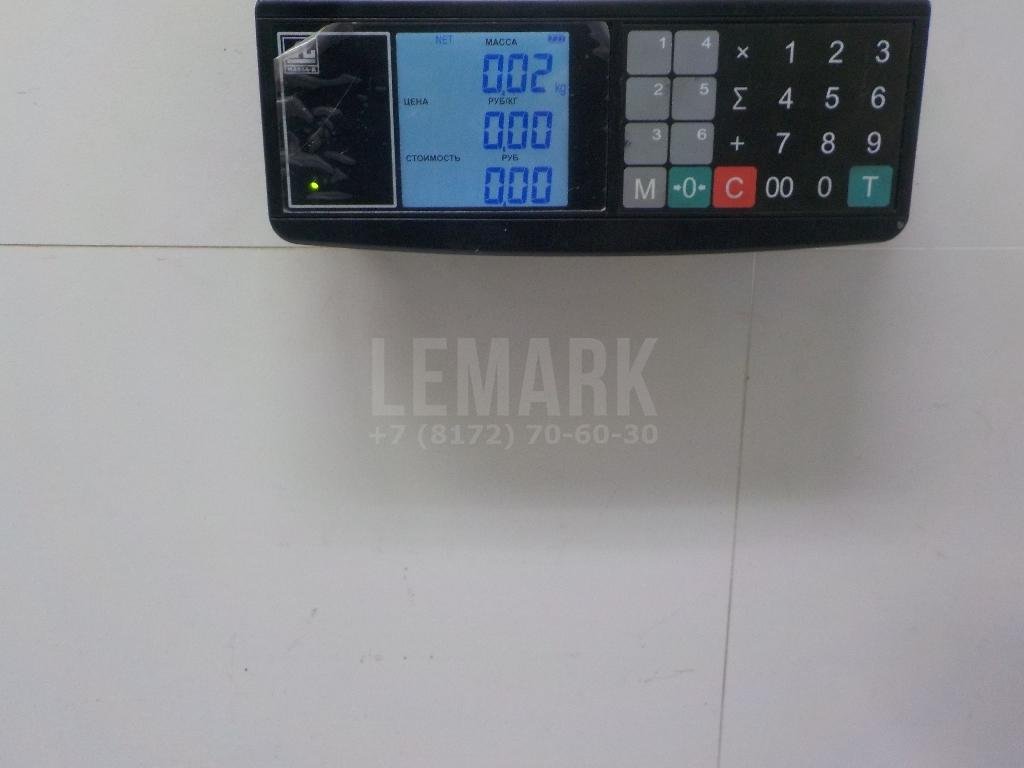 МАССА-К
NET МАССА
0,02 kg
ЦЕНА РУБ/КГ
0,00
СТОИМОСТЬ РУБ
0,00
1 4 × 1 2 3
2 5 Σ 4 5 6
3 6 + 7 8 9
M →0← C 00 0 T
LEMARK
+7 (8172) 70-60-30